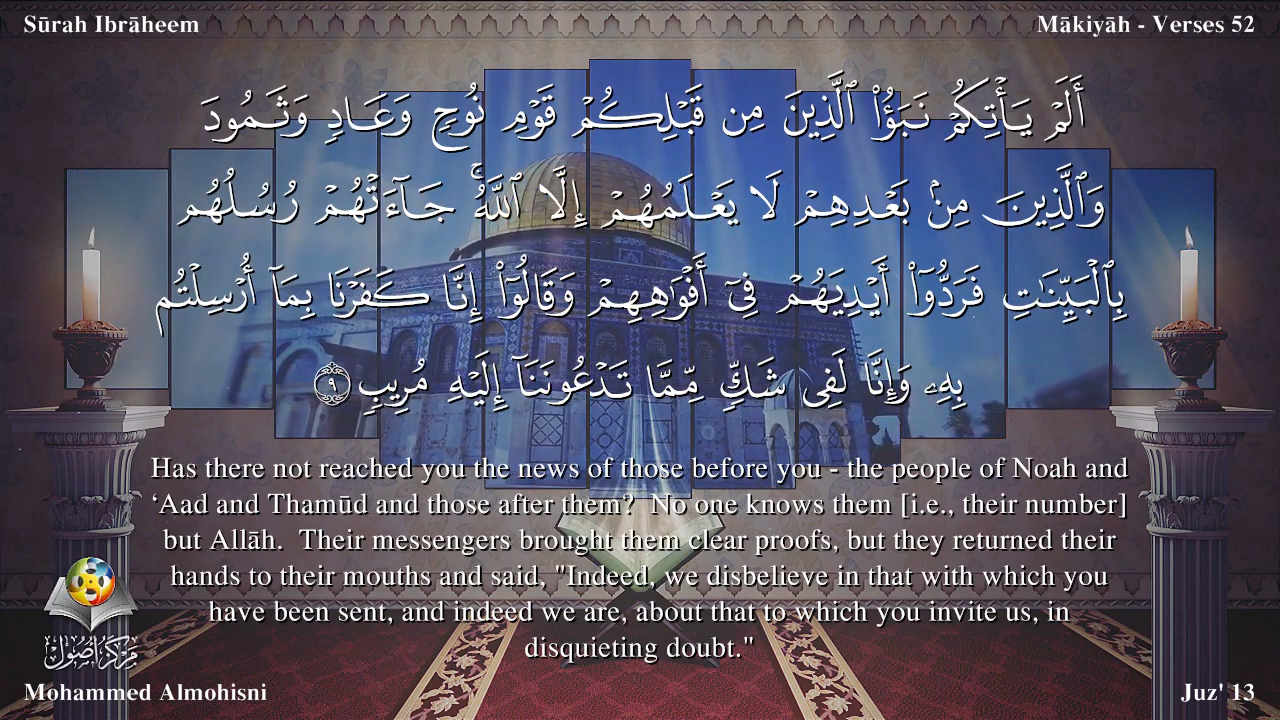 Sūrah Ibrāheem
Mākiyāh - Verses 52
أَلَمْ يَأْتِكُمْ نَبَؤُا۟ ٱلَّذِينَ مِن قَبْلِكُمْ قَوْمِ نُوحٍ وَعَادٍ وَثَمُودَ
وَٱلَّذِينَ مِنۢ بَعْدِهِمْ لَا يَعْلَمُهُمْ إِلَّا ٱللَّهُ ۚ جَآءَتْهُمْ رُسُلُهُم
بِٱلْبَيِّنَٰتِ فَرَدُّوٓا۟ أَيْدِيَهُمْ فِىٓ أَفْوَٰهِهِمْ وَقَالُوٓا۟ إِنَّا كَفَرْنَا بِمَآ أُرْسِلْتُم
بِهِۦ وَإِنَّا لَفِى شَكٍّ مِّمَّا تَدْعُونَنَآ إِلَيْهِ مُرِيبٍ ٩
Has there not reached you the news of those before you - the people of Noah and
‘Aad and Thamūd and those after them?  No one knows them [i.e., their number]
but Allāh.  Their messengers brought them clear proofs, but they returned their
hands to their mouths and said, "Indeed, we disbelieve in that with which you
have been sent, and indeed we are, about that to which you invite us, in
disquieting doubt."
مركز أصول
Mohammed Almohisni
Juz' 13